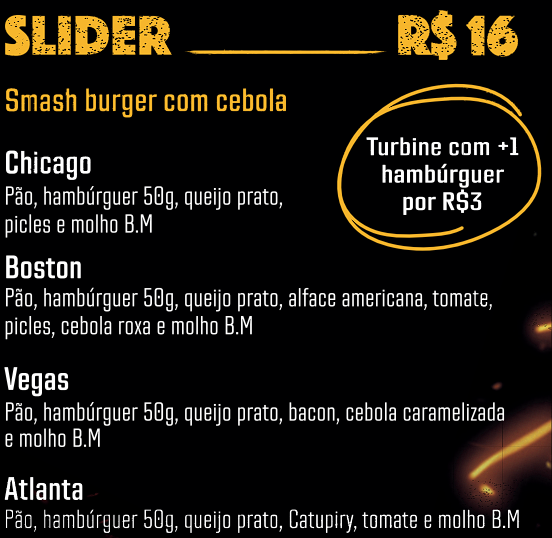 SLIDER R$ 16
Smash burger com cebola
Turbine com +1
hambúrguer
por R$3
Chicago
Pão, hambúrguer 50g, queijo prato,
picles e molho B.M
Boston
Pão, hambúrguer 50g, queijo prato, alface americana, tomate,
picles, cebola roxa e molho B.M
Vegas
Pão, hambúrguer 50g, queijo prato, bacon, cebola caramelizada
e molho B.M
Atlanta
Pão, hambúrguer 50g, queijo prato, Catupiry, tomate e molho B.M